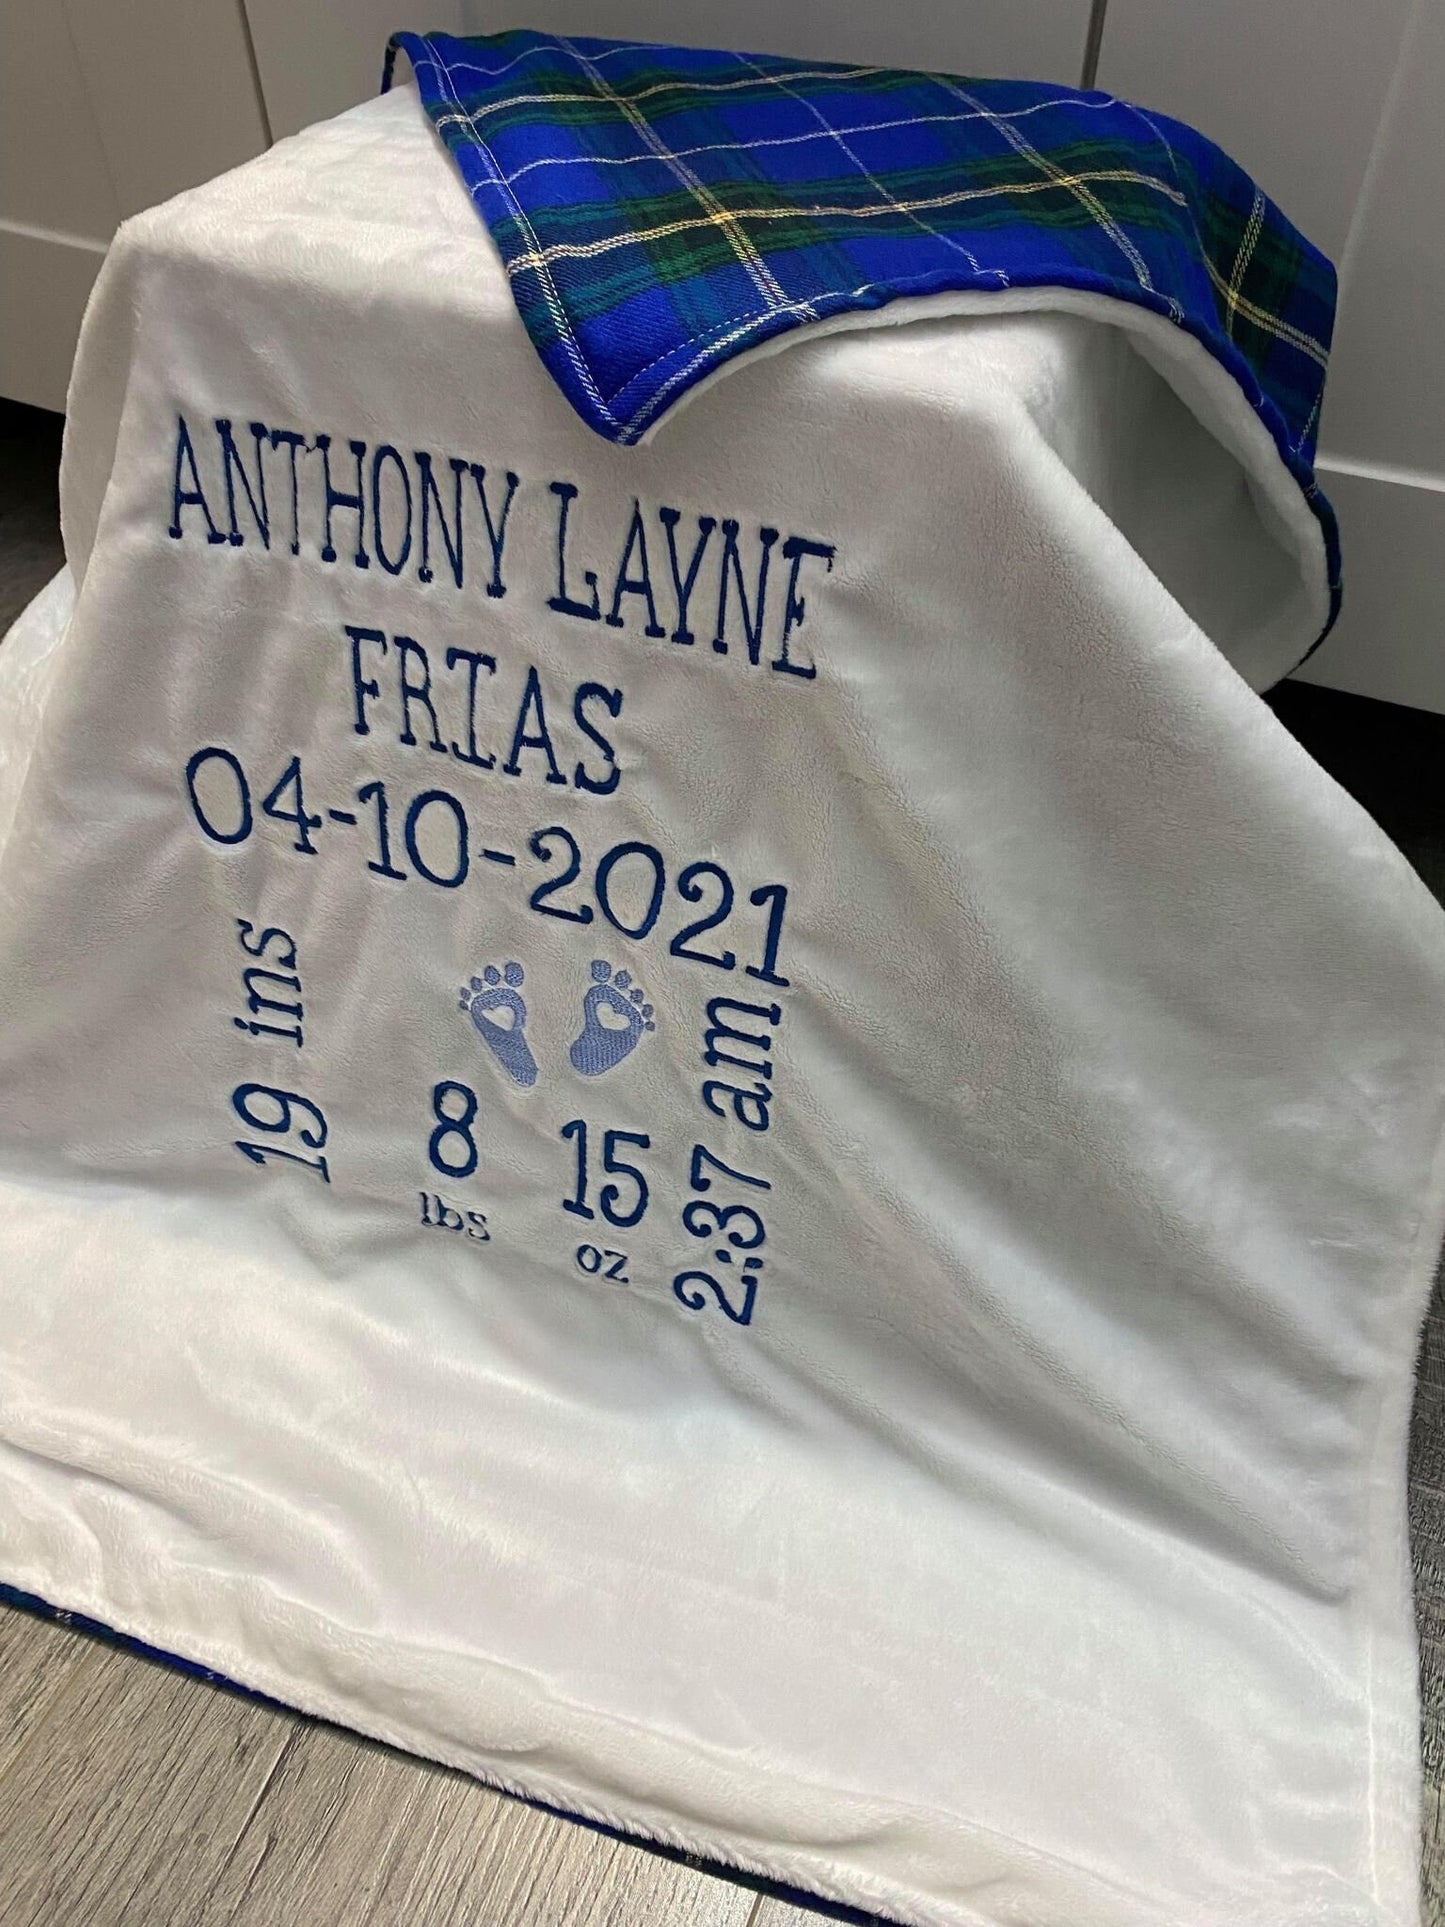 ANTHONY LAYNE
FRIAS
04-10-2021
19 ins
8
lbs
15
oz
2:37 am